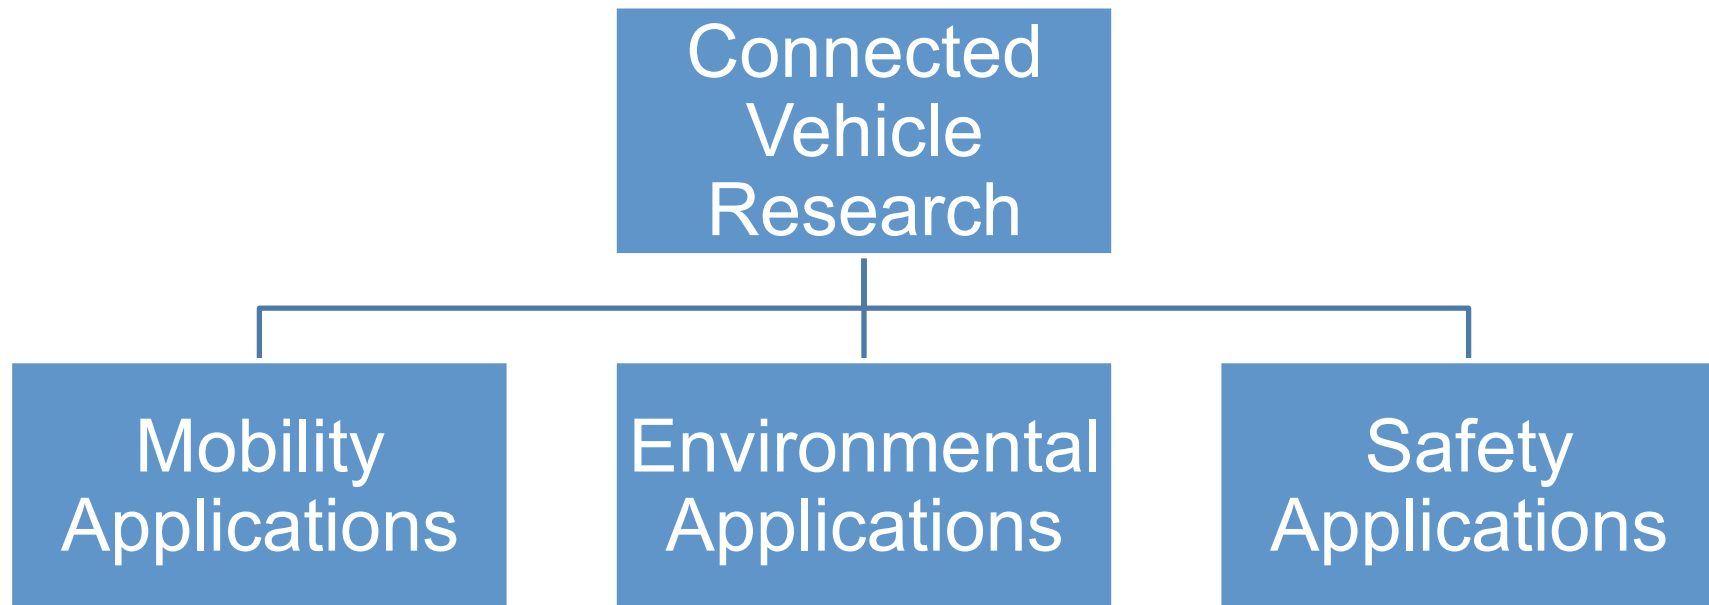 Connected
Vehicle
Research
Mobility
Applications
Environmental
Applications
Safety
Applications